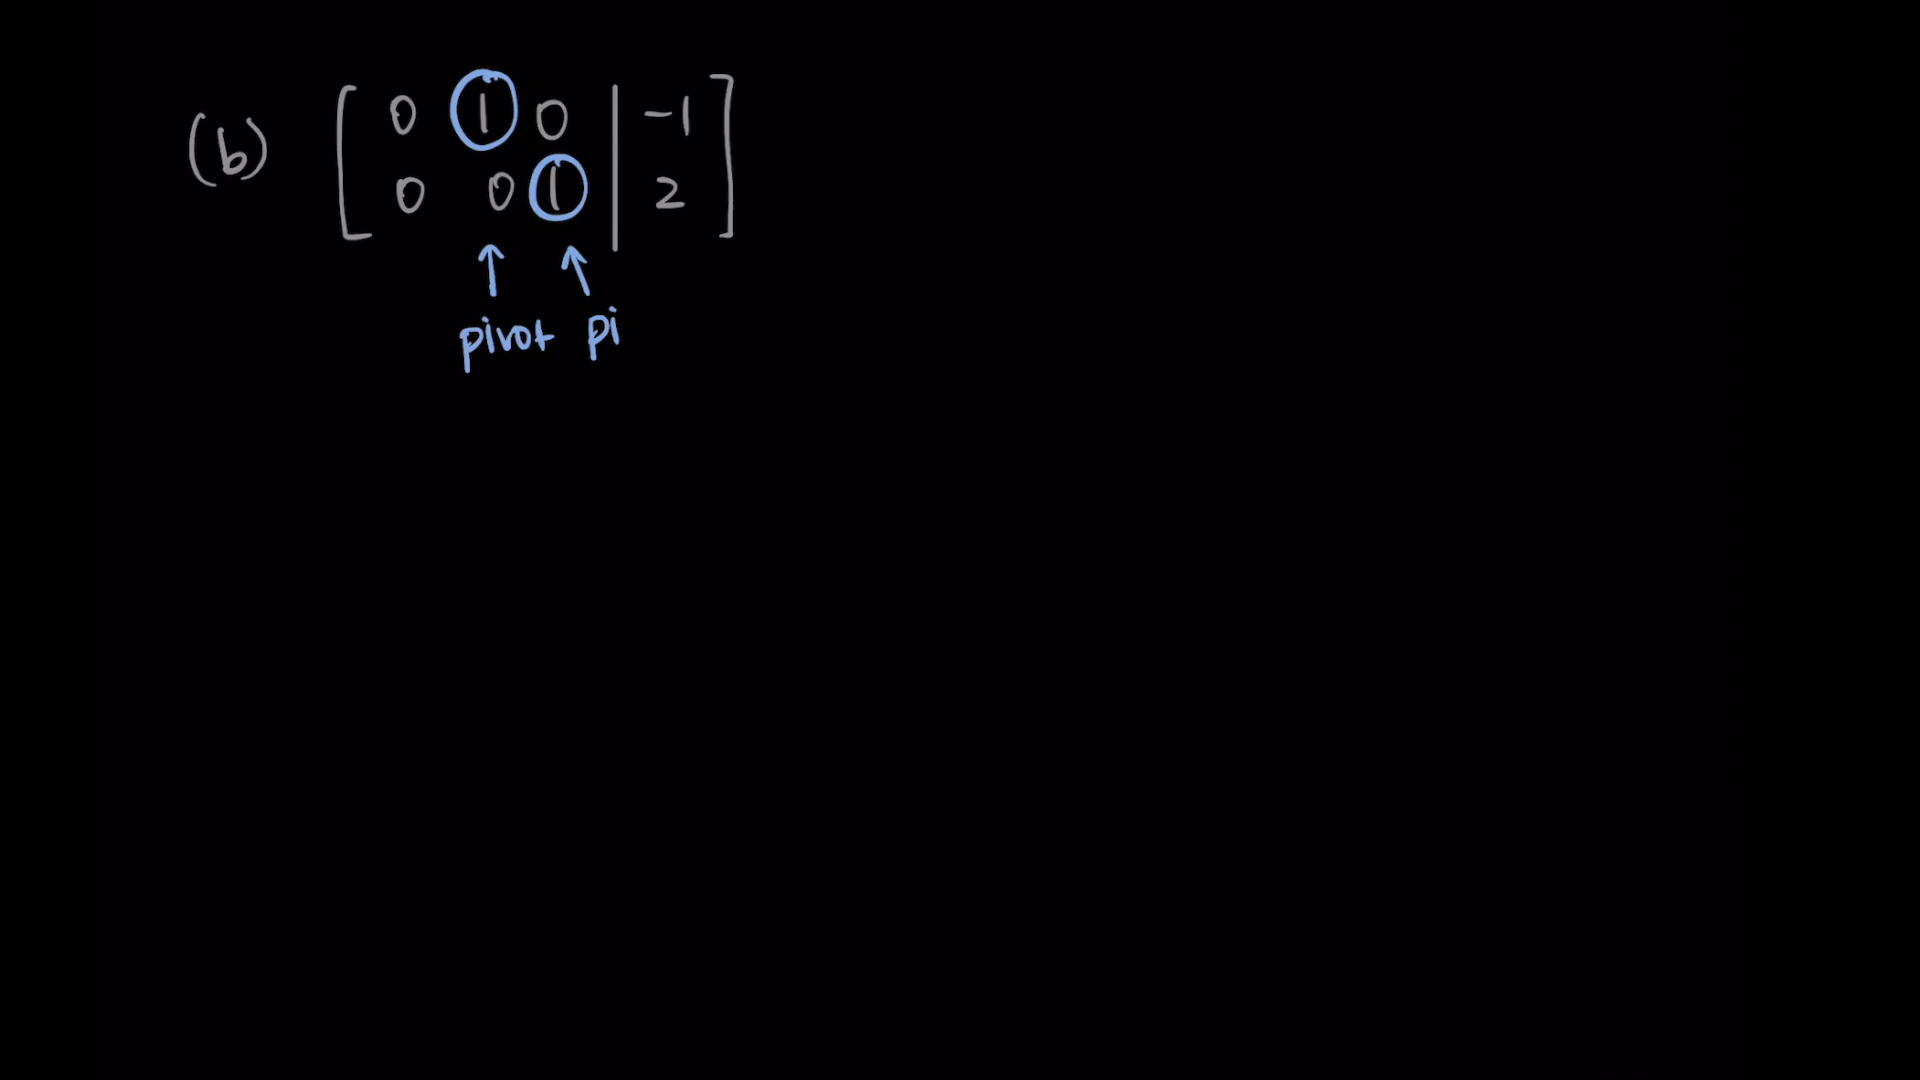 (b) [ 0 1 0 | -1 ]
[ 0 0 1 | 2 ]
↑ ↑
pivot pi